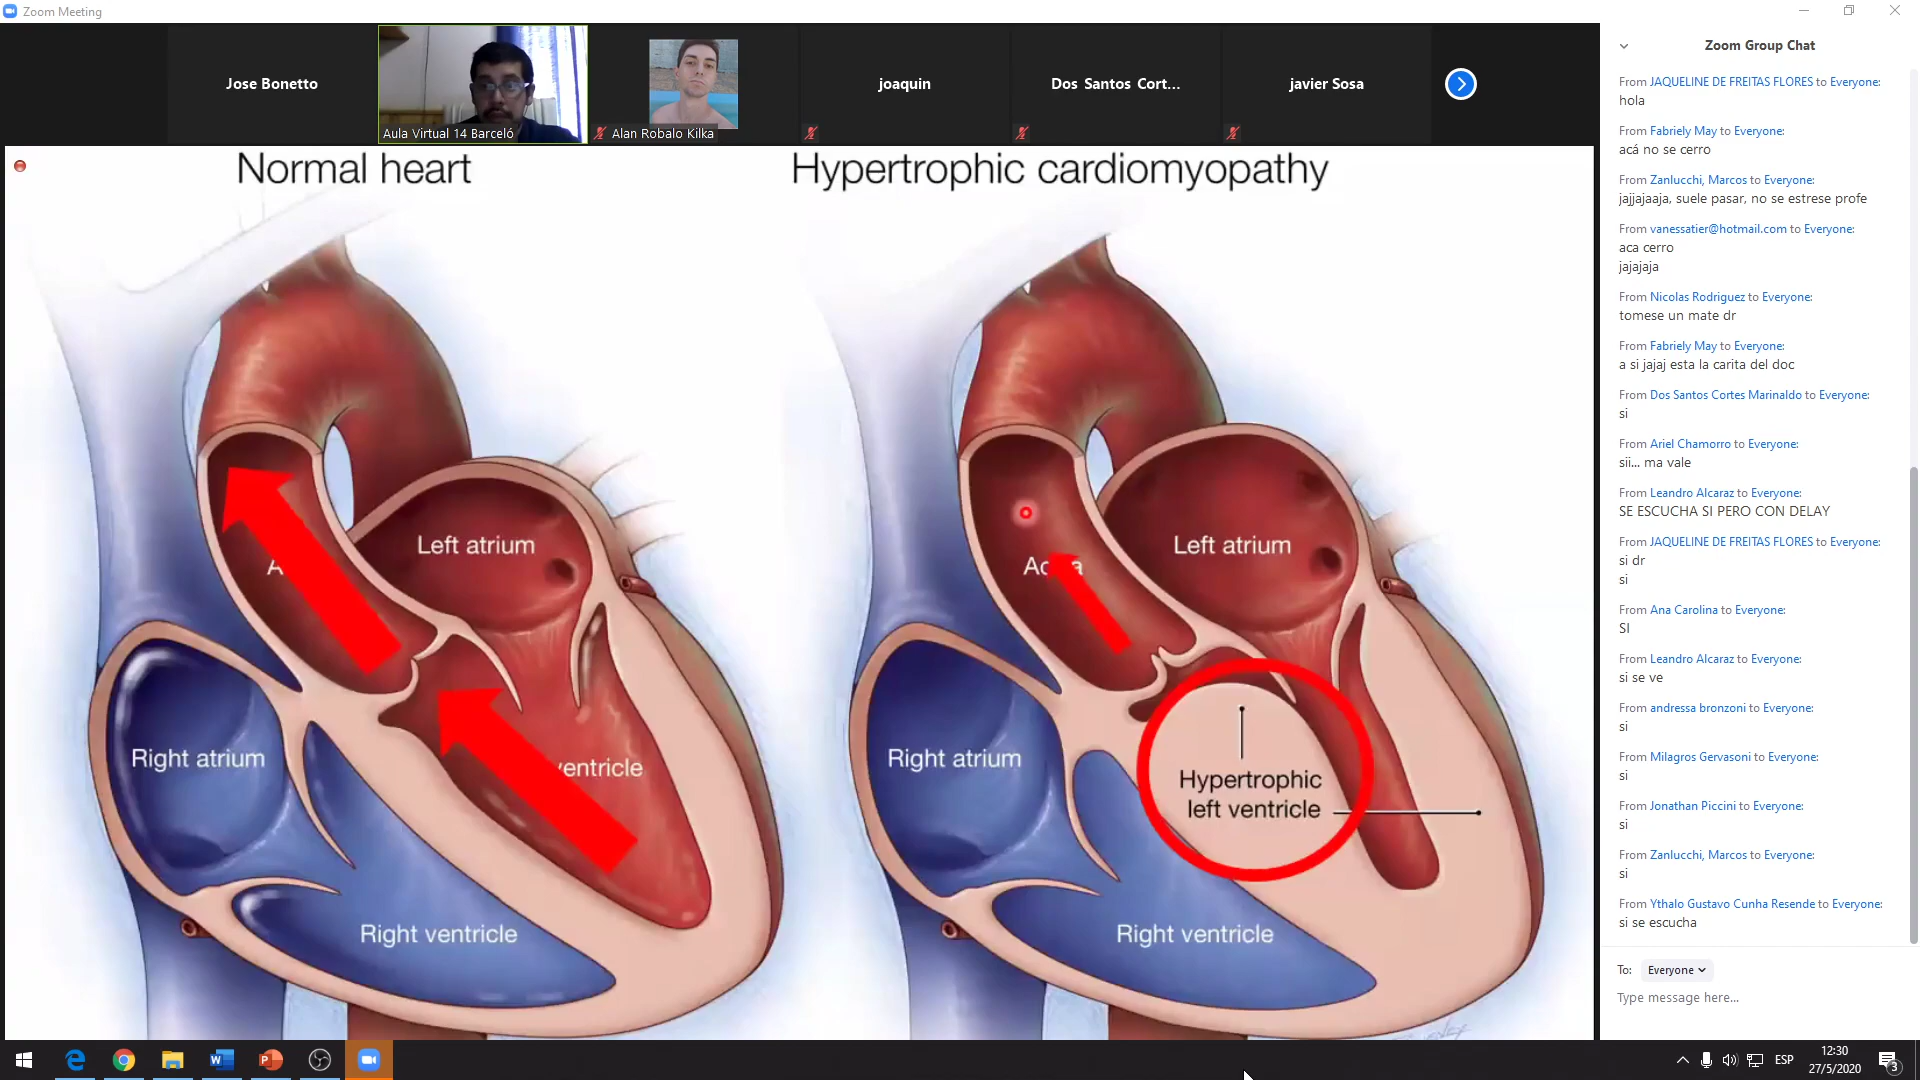 Zoom Meeting
Jose Bonetto
Aula Virtual 14 Barceló
Alan Robalo Kilka
joaquin
Dos Santos Cort...
javier Sosa
Normal heart
Hypertrophic cardiomyopathy
Left atrium
Right atrium
entricle
Right ventricle
Left atrium
Right atrium
Hypertrophic
left ventricle
Right ventricle
Zoom Group Chat
From JAQUELINE DE FREITAS FLORES to Everyone:
hola
From Fabriely May to Everyone:
acá no se cerro
From Zanlucchi, Marcos to Everyone:
jajjajaaja, suele pasar, no se estrese profe
From vanessatier@hotmail.com to Everyone:
aca cerro
jajajaja
From Nicolas Rodriguez to Everyone:
tomese un mate dr
From Fabriely May to Everyone:
a si jajaj esta la carita del doc
From Dos Santos Cortes Marinaldo to Everyone:
si
From Ariel Chamorro to Everyone:
sii... ma vale
From Leandro Alcaraz to Everyone:
SE ESCUCHA SI PERO CON DELAY
From JAQUELINE DE FREITAS FLORES to Everyone:
si dr
si
From Ana Carolina to Everyone:
SI
From Leandro Alcaraz to Everyone:
si se ve
From andressa bronzoni to Everyone:
si
From Milagros Gervasoni to Everyone:
si
From Jonathan Piccini to Everyone:
si
From Zanlucchi, Marcos to Everyone:
si
From Ythalo Gustavo Cunha Resende to Everyone:
si se escucha
To: Everyone
Type message here...
ESP
12:30
27/5/2020
3